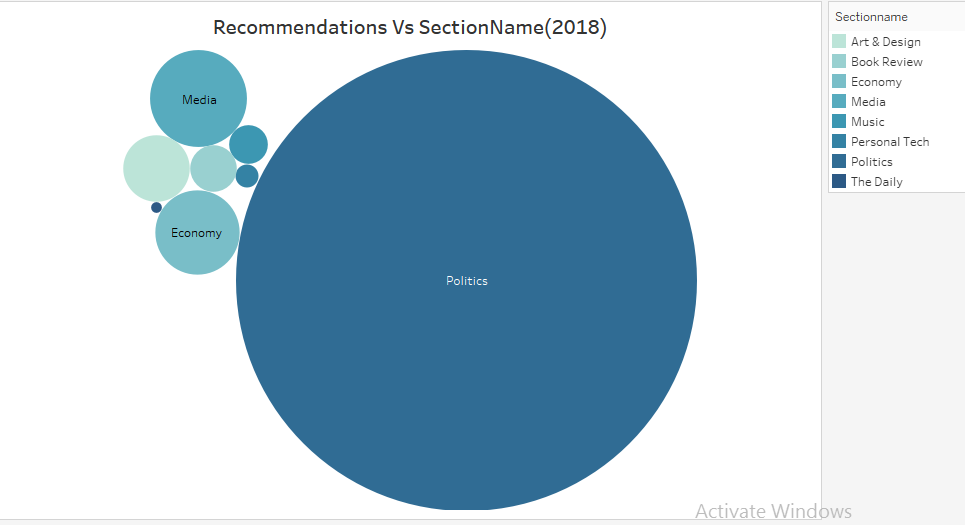 Recommendations Vs SectionName(2018)
Media
Economy
Politics
Sectionname
Art & Design
Book Review
Economy
Media
Music
Personal Tech
Politics
The Daily
Activate Windows